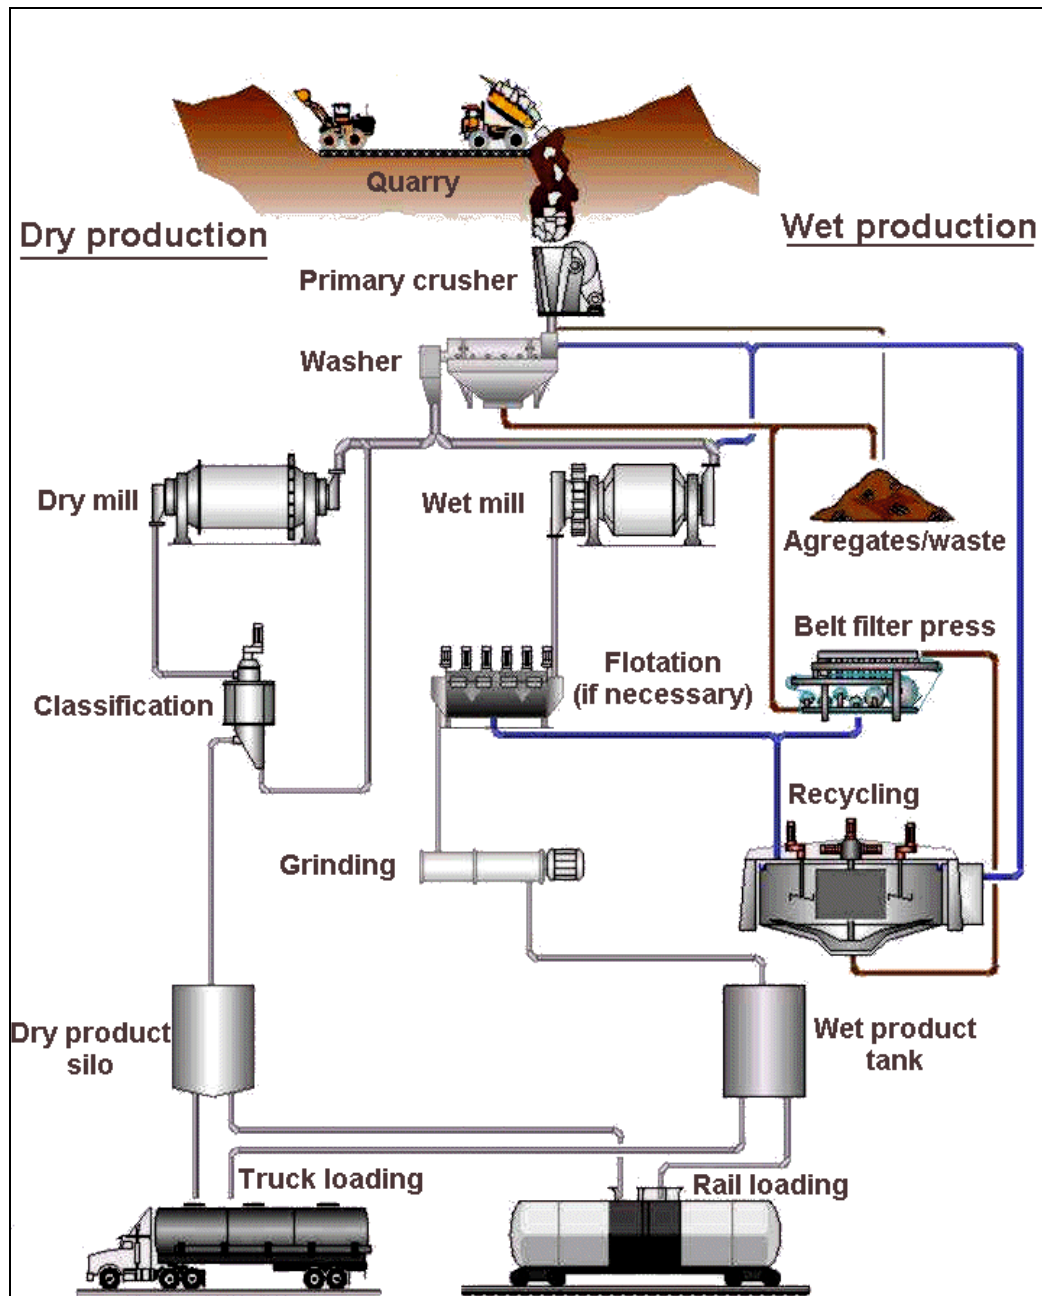 Quarry
Dry production
Wet production
Primary crusher
Washer
Dry mill
Wet mill
Agregates/waste
Belt filter press
Flotation
(if necessary)
Classification
Recycling
Grinding
Dry product
silo
Wet product
tank
Truck loading
Rail loading